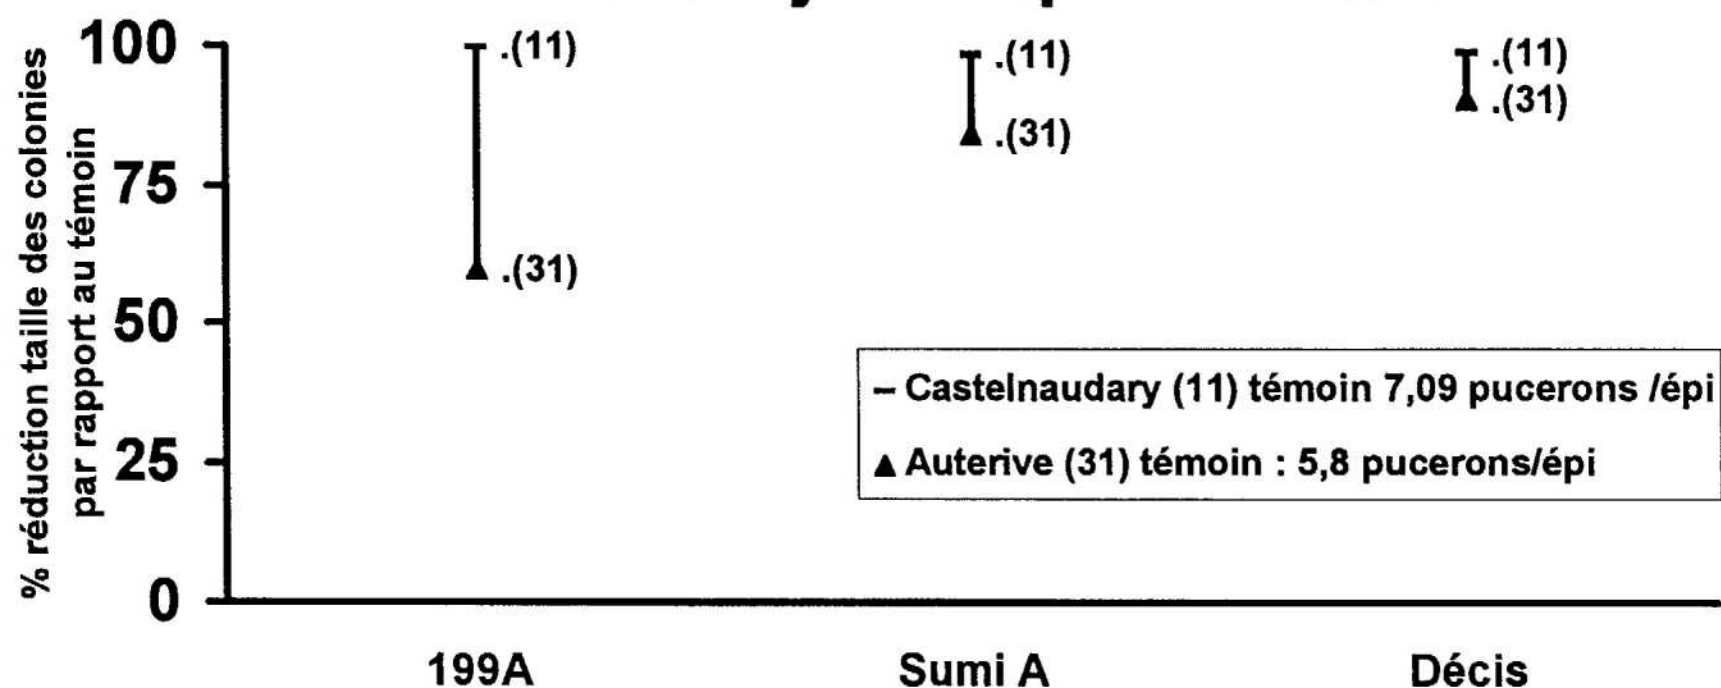 % réduction taille des colonies
par rapport au témoin
100
75
50
25
0
.(11)
.(31)
.(11)
.(31)
.(11)
.(31)
– Castelnaudary (11) témoin 7,09 pucerons /épi
▲ Auterive (31) témoin : 5,8 pucerons/épi
199A
Sumi A
Décis